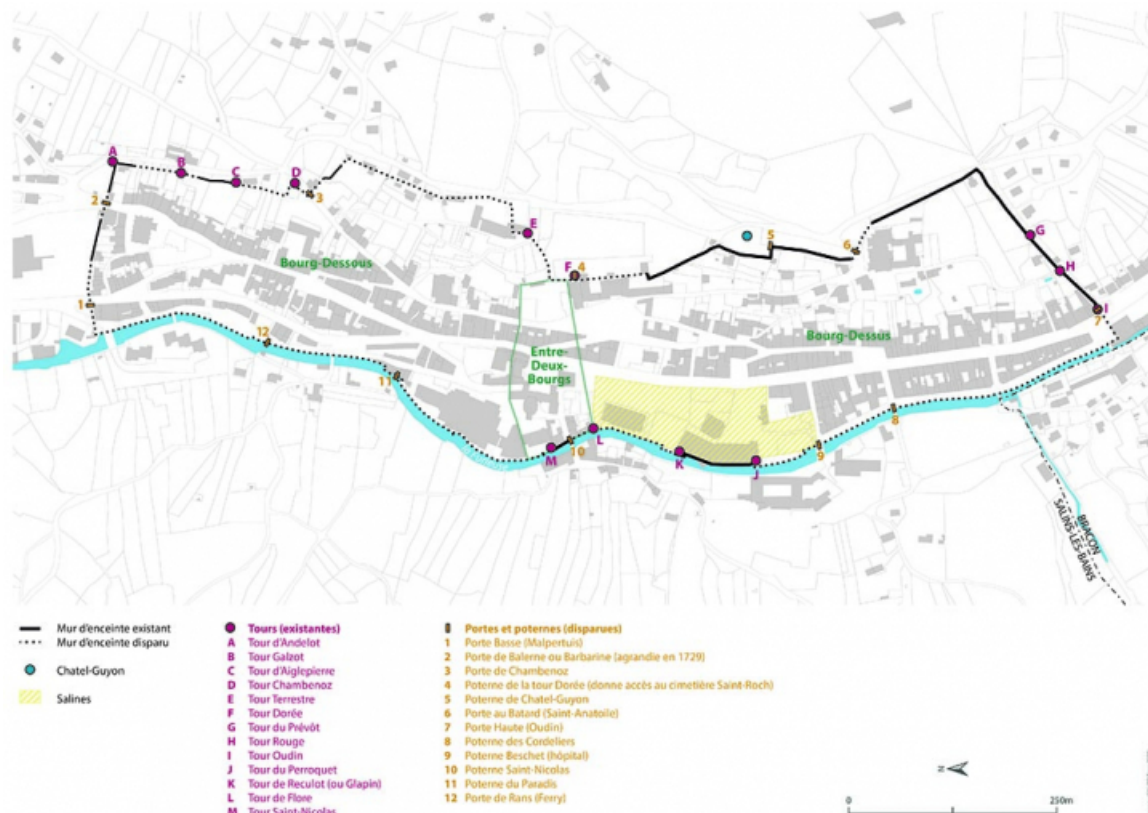 A
B
C
D
2
3
E
5
G
6
F
4
H
Bourg-Dessous
I
1
7
12
Bourg-Dessus
Entre-
Deux-
Bourgs
11
8
L
M
10
K
J
9
BRACON
SALINS-LES-BAINS
Mur d'enceinte existant
Mur d'enceinte disparu
Chatel-Guyon
Salines
Tours (existantes)
A Tour d'Andelot
B Tour Galzot
C Tour d'Aiglepierre
D Tour Chambenoz
E Tour Terrestre
F Tour Dorée
G Tour du Prévôt
H Tour Rouge
I Tour Oudin
J Tour du Perroquet
K Tour de Reculot (ou Glapin)
L Tour de Flore
M Tour Saint-Nicolas
Portes et poternes (disparues)
1 Porte Basse (Malpertuis)
2 Porte de Balerne ou Barbarine (agrandie en 1729)
3 Porte de Chambenoz
4 Poterne de la tour Dorée (donne accès au cimetière Saint-Roch)
5 Poterne de Chatel-Guyon
6 Porte au Batard (Saint-Anatoile)
7 Porte Haute (Oudin)
8 Poterne des Cordeliers
9 Poterne Beschet (hôpital)
10 Poterne Saint-Nicolas
11 Poterne du Paradis
12 Porte de Rans (Ferry)
N
0 250m